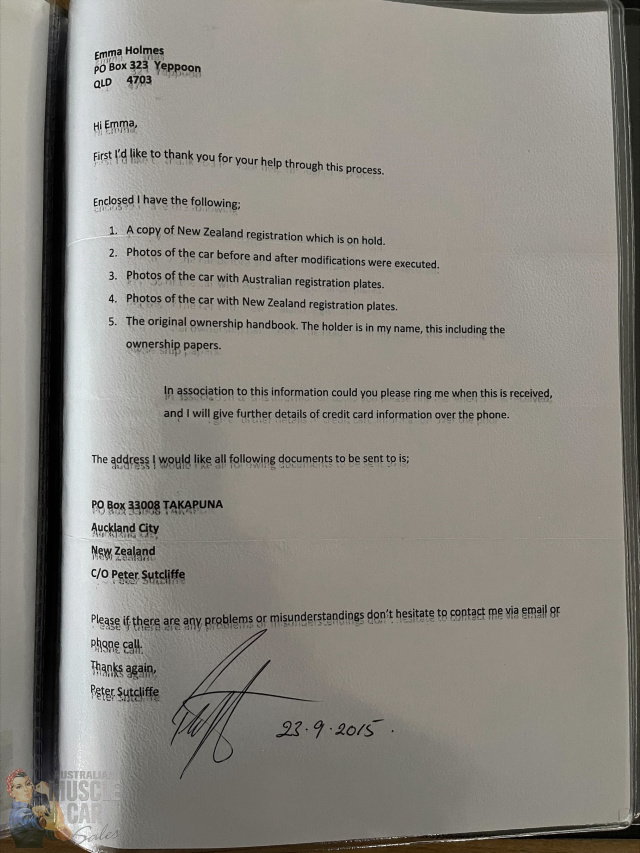 Emma Holmes
PO Box 323 Yeppoon
QLD 4703
Hi Emma,
First I'd like to thank you for your help through this process.
Enclosed I have the following;
1. A copy of New Zealand registration which is on hold.
2. Photos of the car before and after modifications were executed.
3. Photos of the car with Australian registration plates.
4. Photos of the car with New Zealand registration plates.
5. The original ownership handbook. The holder is in my name, this including the
ownership papers.
In association to this information could you please ring me when this is received,
and I will give further details of credit card information over the phone.
The address I would like all following documents to be sent to is;
PO Box 33008 TAKAPUNA
Auckland City
New Zealand
C/O Peter Sutcliffe
Please if there are any problems or misunderstandings don't hesitate to contact me via email or
phone call.
Thanks again,
Peter Sutcliffe
23.9.2015.
AUSTRALIAN
MUSCLE
CAR
Sales